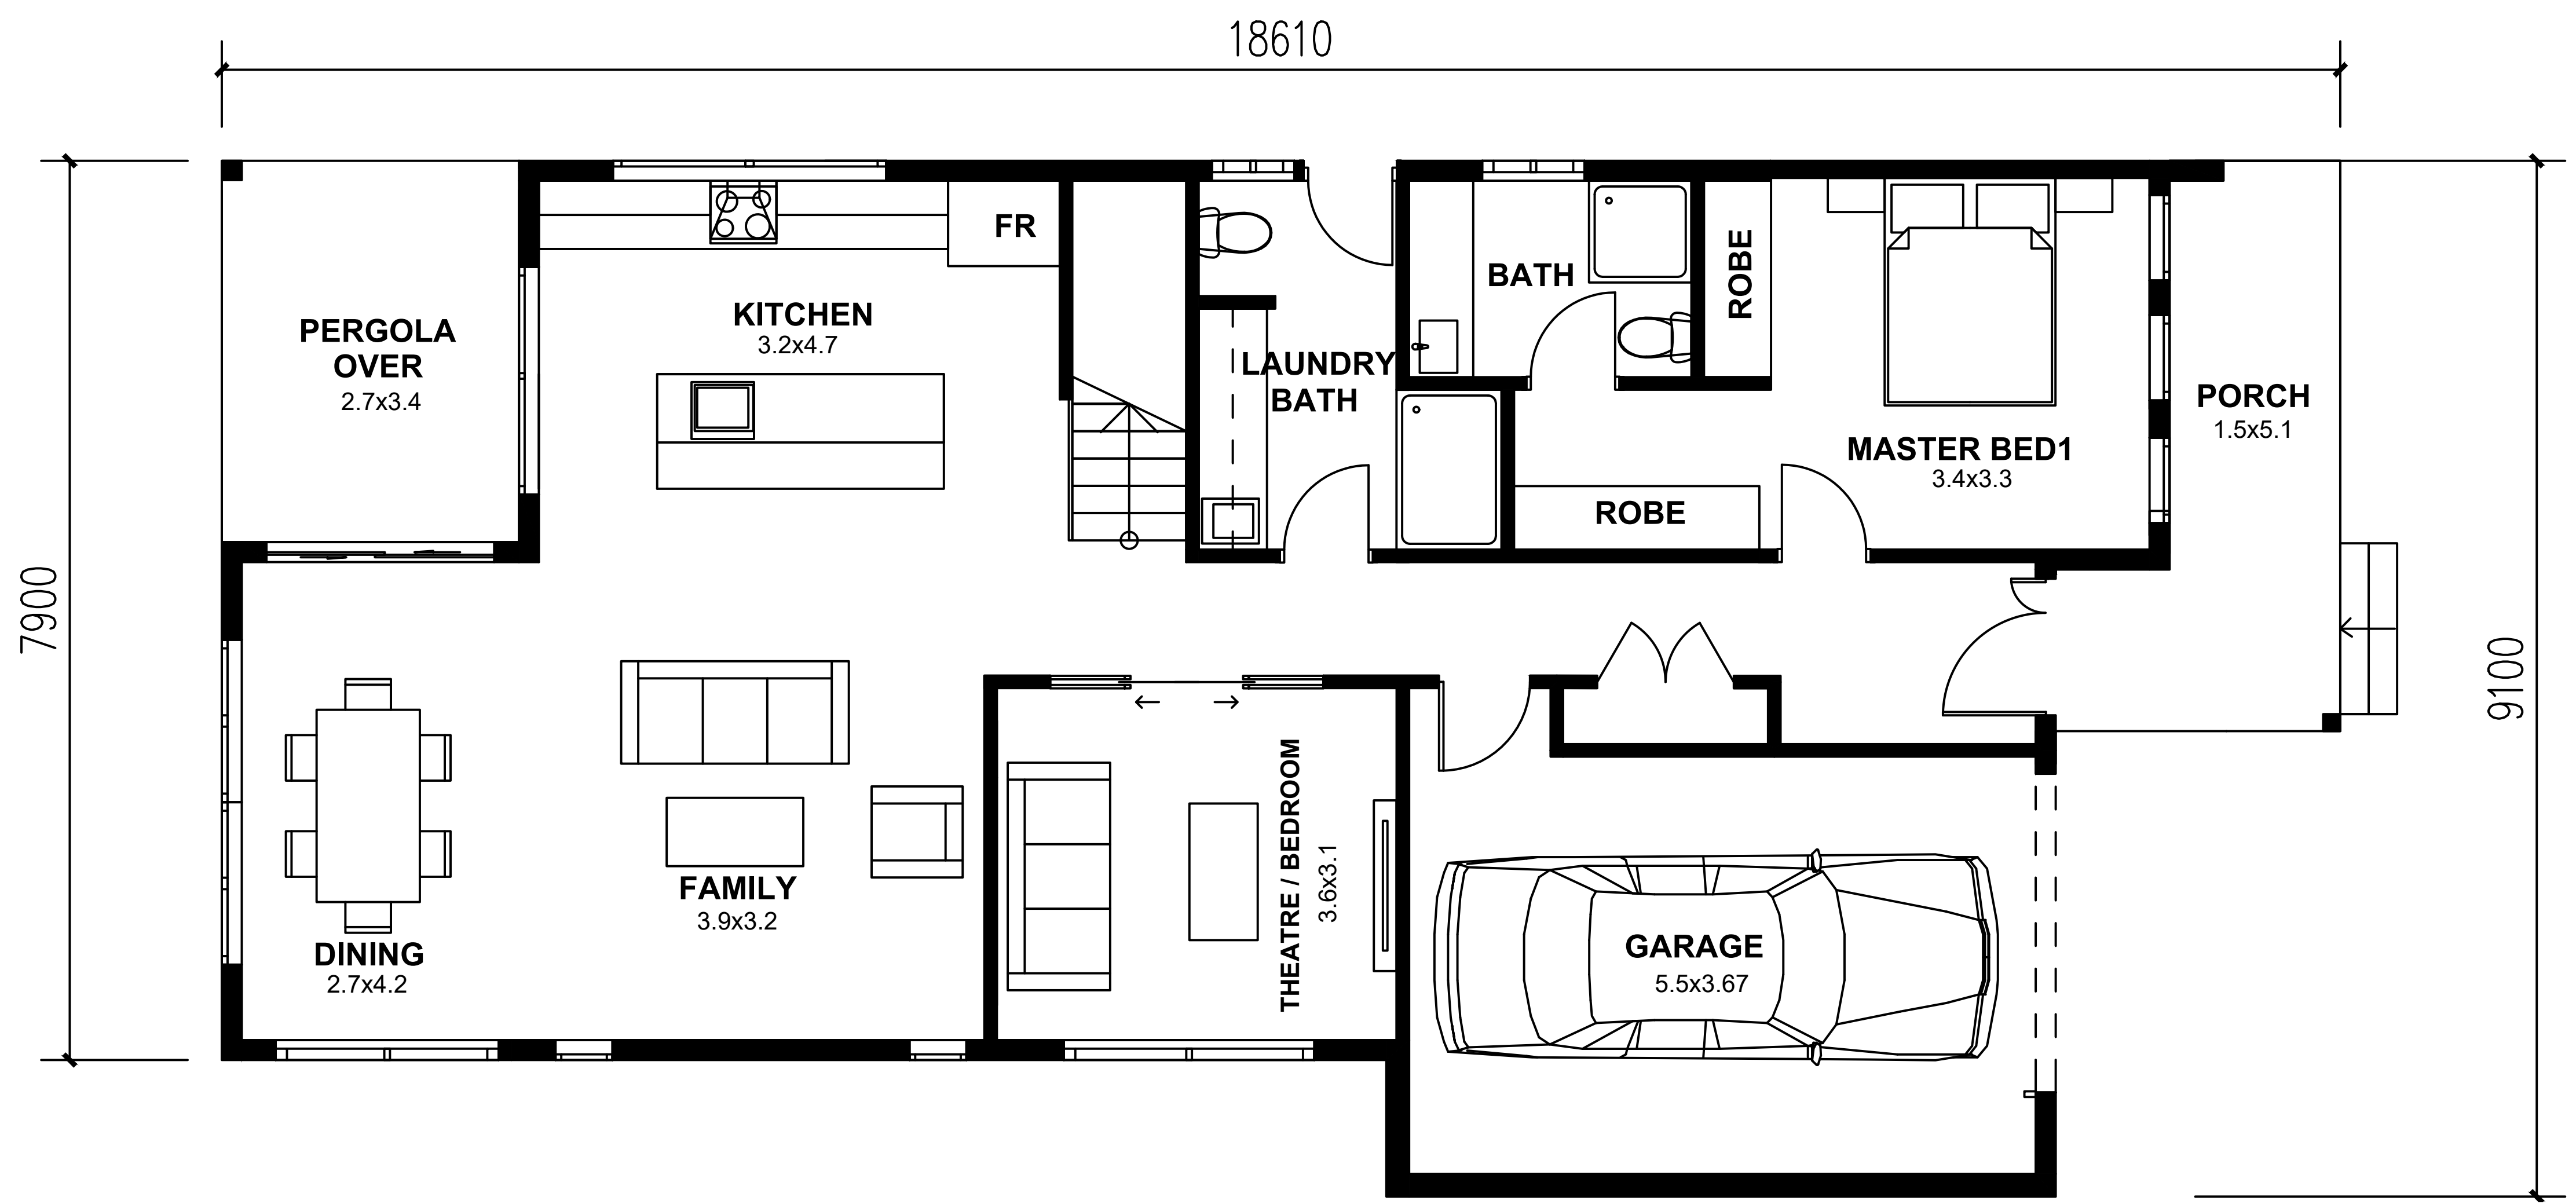 18610
7900
9100
PERGOLA
OVER
2.7x3.4
KITCHEN
3.2x4.7
FR
LAUNDRY
BATH
BATH
ROBE
ROBE
MASTER BED1
3.4x3.3
PORCH
1.5x5.1
DINING
2.7x4.2
FAMILY
3.9x3.2
THEATRE / BEDROOM
3.6x3.1
GARAGE
5.5x3.67